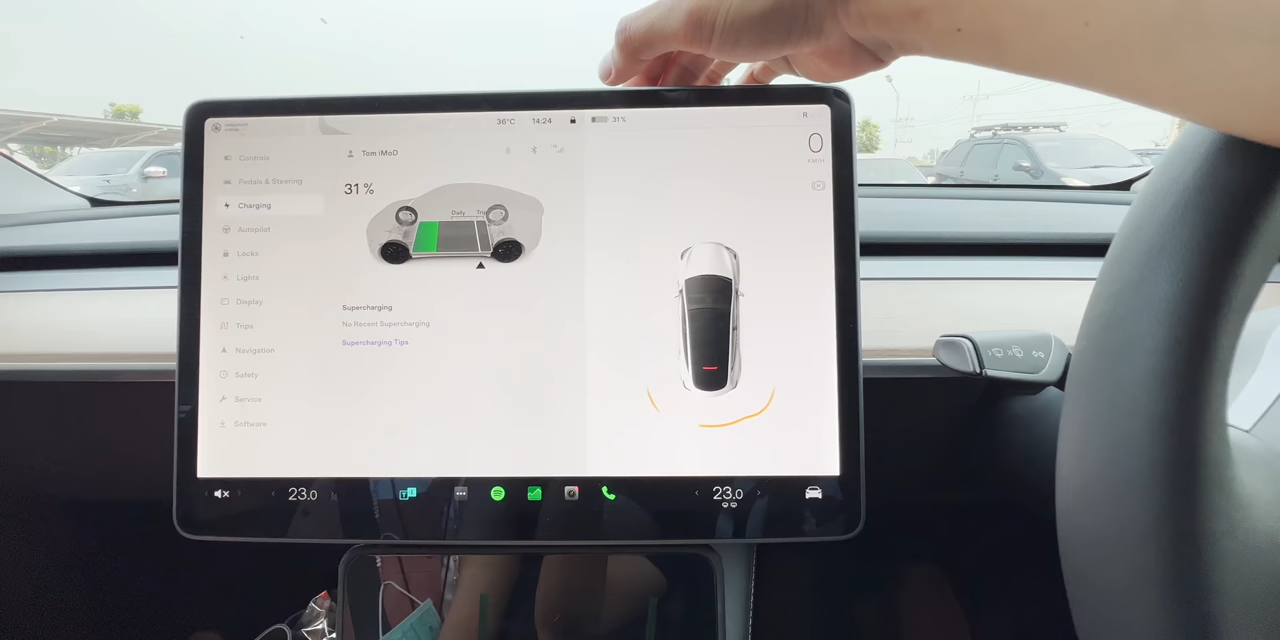 36°C 14:24 31 % R
Tom iMoD
0
KM/H
Controls
Pedals & Steering
Charging
Autopilot
Locks
Lights
Display
Trips
Navigation
Safety
Service
Software
31 %
Daily Trip
Supercharging
No Recent Supercharging
Supercharging Tips
23.0
23.0